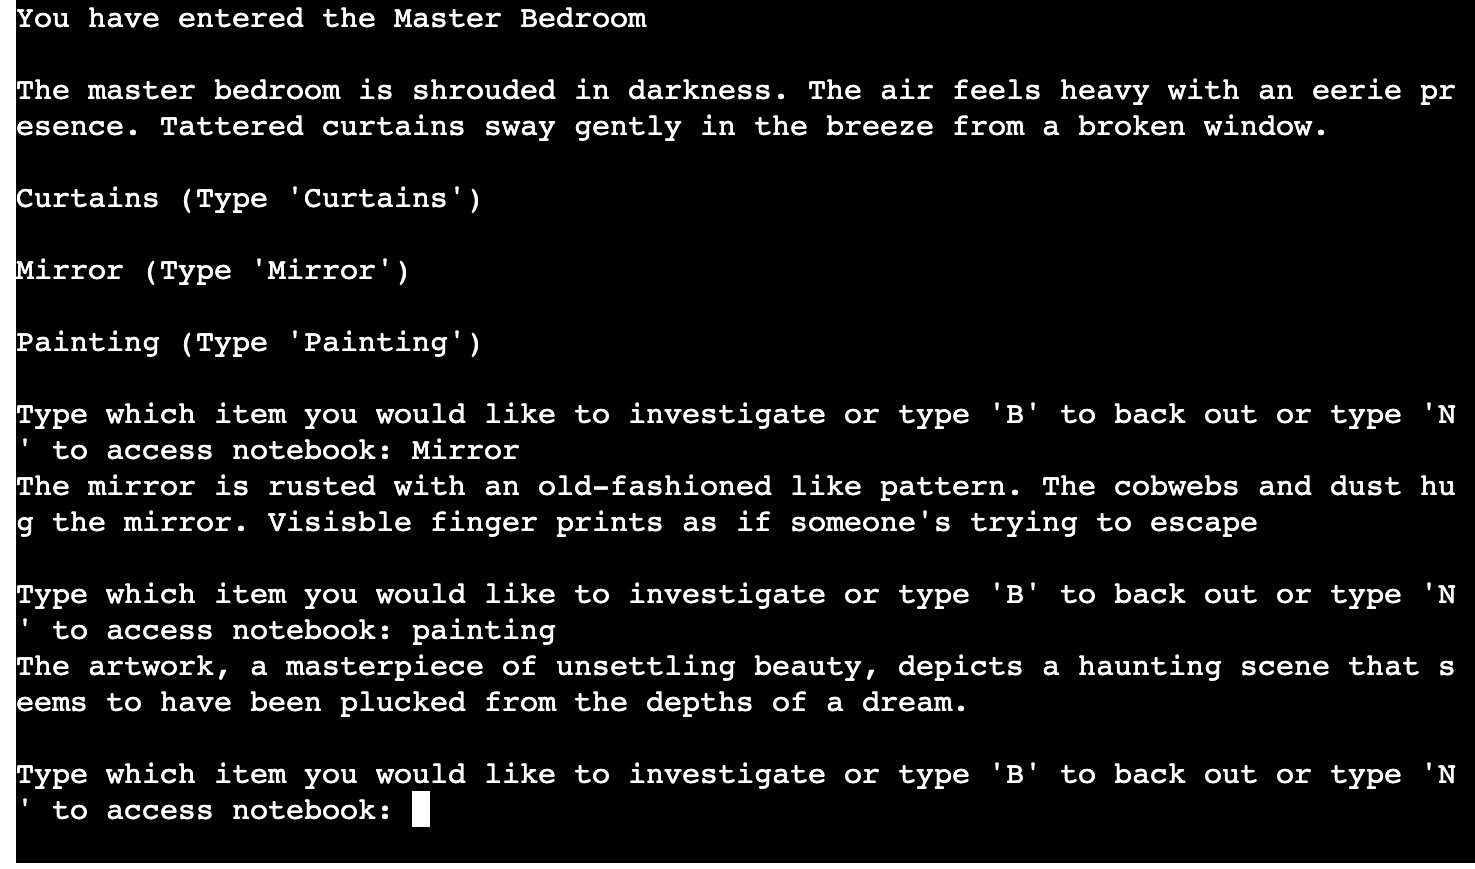 You have entered the Master Bedroom
The master bedroom is shrouded in darkness. The air feels heavy with an eerie pr
esence. Tattered curtains sway gently in the breeze from a broken window.
Curtains (Type 'Curtains')
Mirror (Type 'Mirror')
Painting (Type 'Painting')
Type which item you would like to investigate or type 'B' to back out or type 'N
' to access notebook: Mirror
The mirror is rusted with an old-fashioned like pattern. The cobwebs and dust hu
g the mirror. Visisble finger prints as if someone's trying to escape
Type which item you would like to investigate or type 'B' to back out or type 'N
' to access notebook: painting
The artwork, a masterpiece of unsettling beauty, depicts a haunting scene that s
eems to have been plucked from the depths of a dream.
Type which item you would like to investigate or type 'B' to back out or type 'N
' to access notebook: